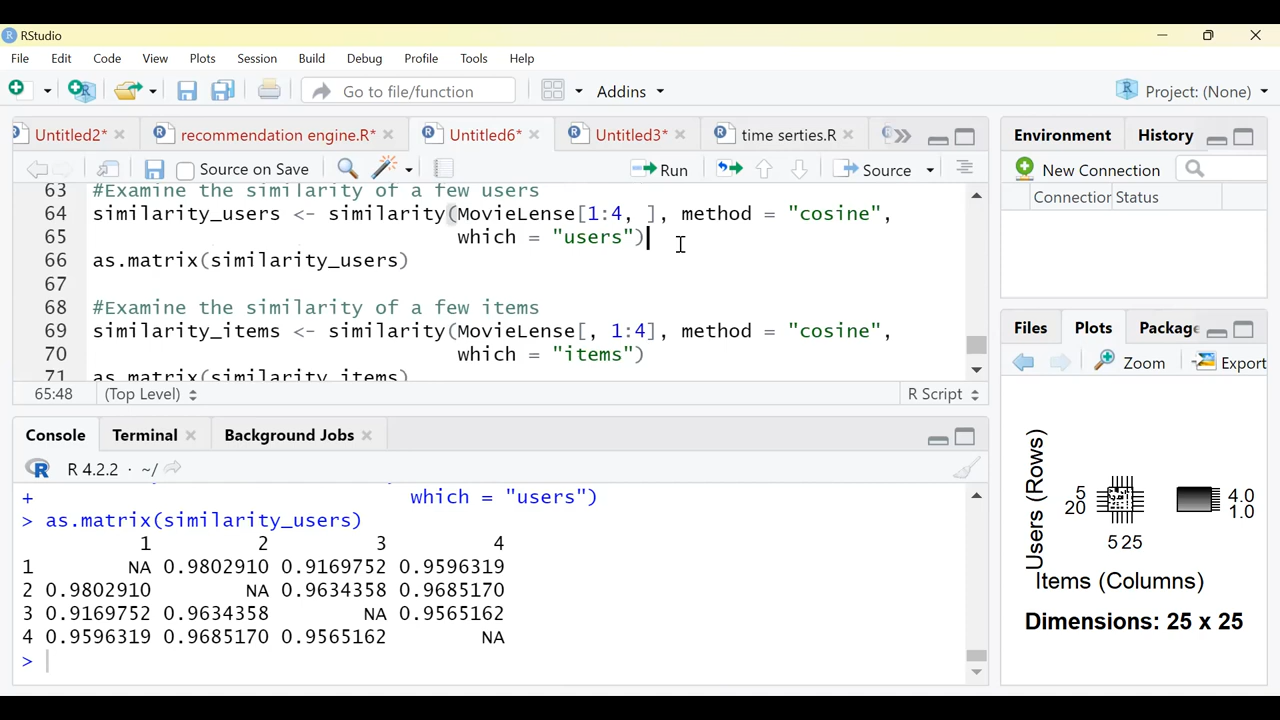 RStudio
File Edit Code View Plots Session Build Debug Profile Tools Help
Go to file/function Addins Project: (None)
Untitled2* recommendation engine.R* Untitled6* Untitled3* time serties.R
Source on Save Run Source
63 #Examine the similarity of a few users
64 similarity_users <- similarity(MovieLense[1:4, ], method = "cosine",
65 which = "users")
66 as.matrix(similarity_users)
67
68 #Examine the similarity of a few items
69 similarity_items <- similarity(MovieLense[, 1:4], method = "cosine",
70 which = "items")
71 as.matrix(similarity_items)
65:48 (Top Level) R Script
Console Terminal Background Jobs
R 4.2.2 · ~/
+ which = "users")
> as.matrix(similarity_users)
1 2 3 4
1 NA 0.9802910 0.9169752 0.9596319
2 0.9802910 NA 0.9634358 0.9685170
3 0.9169752 0.9634358 NA 0.9565162
4 0.9596319 0.9685170 0.9565162 NA
>
Environment History
New Connection
Connection Status
Files Plots Package
Zoom Export
Users (Rows)
5
20
5 25
4.0
1.0
Items (Columns)
Dimensions: 25 x 25